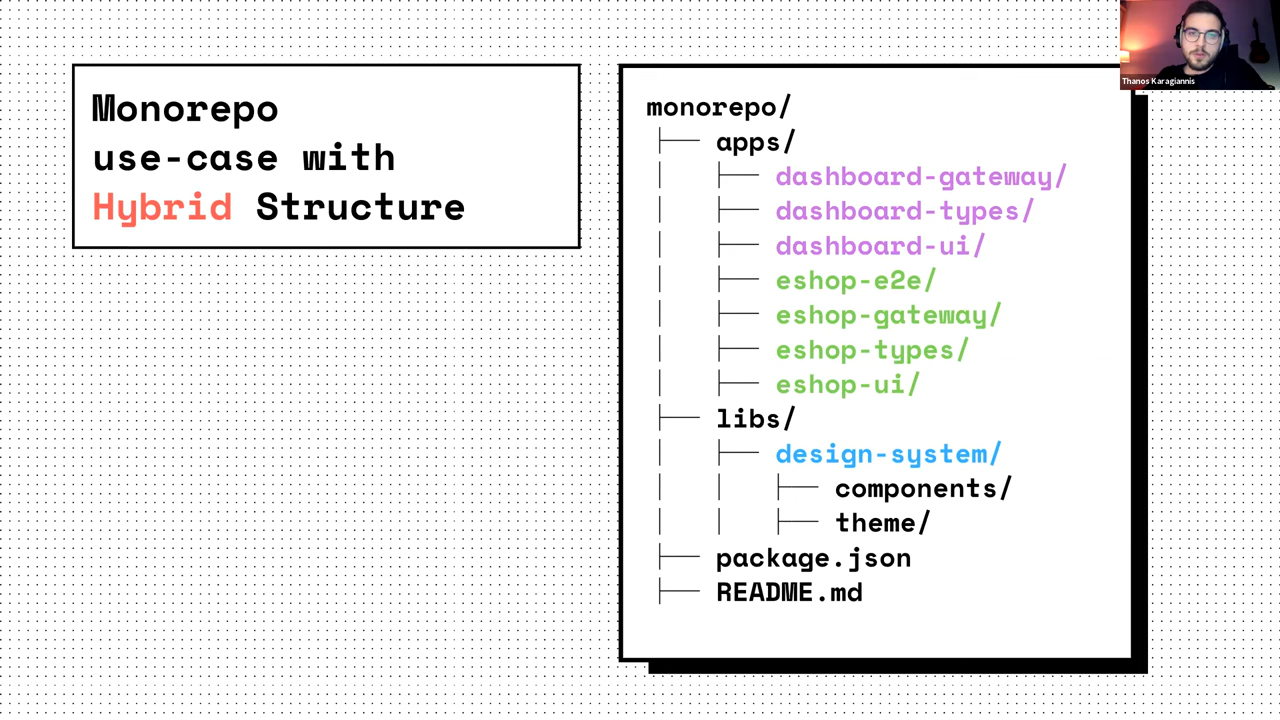 Monorepo
use-case with
Hybrid Structure
Thanos Karagiannis
monorepo/
├── apps/
│   ├── dashboard-gateway/
│   ├── dashboard-types/
│   ├── dashboard-ui/
│   ├── eshop-e2e/
│   ├── eshop-gateway/
│   ├── eshop-types/
│   ├── eshop-ui/
├── libs/
│   ├── design-system/
│   │   ├── components/
│   │   ├── theme/
├── package.json
├── README.md